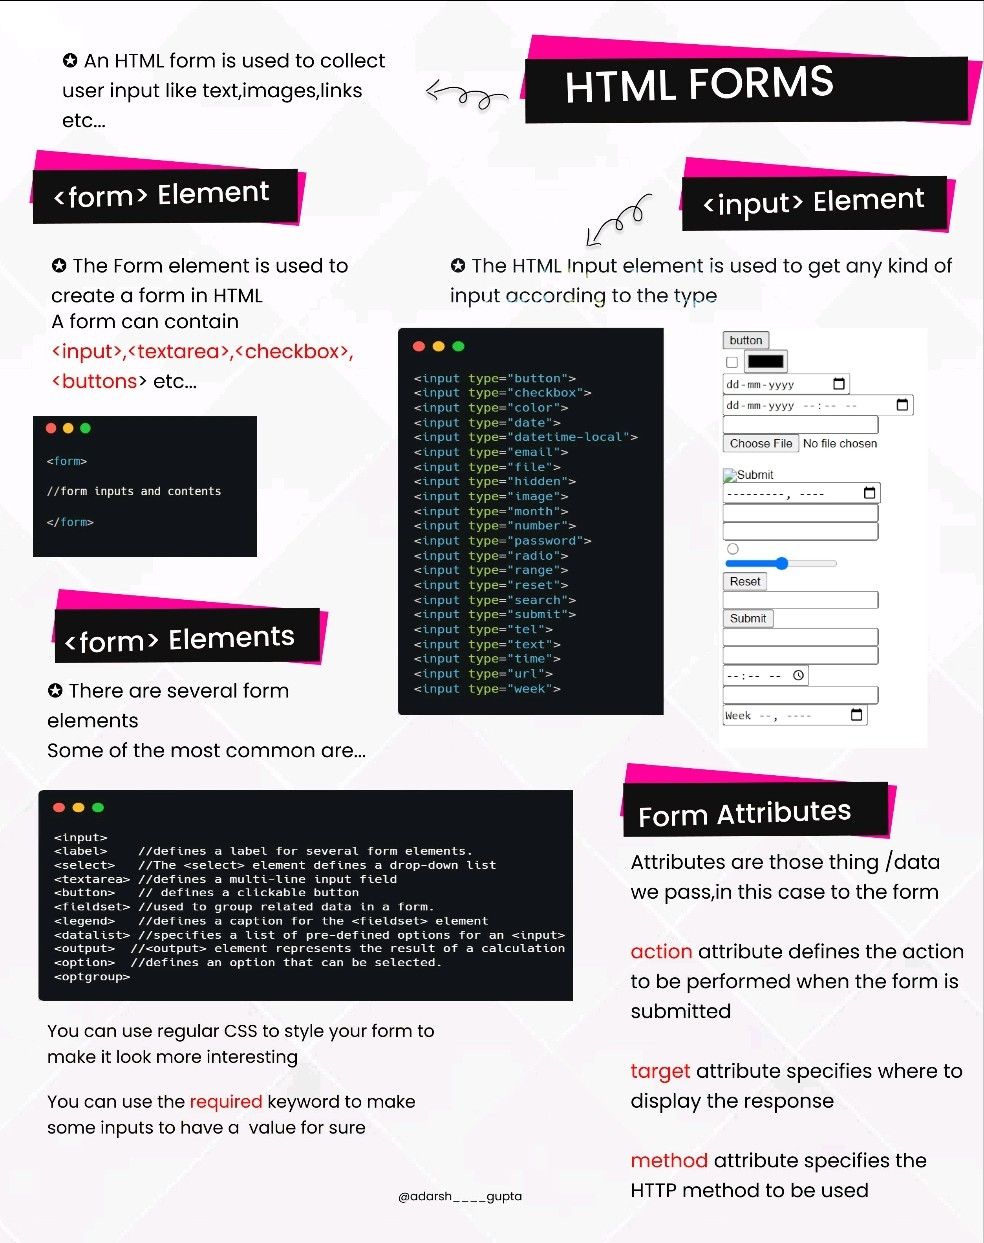 HTML FORMS
✪ An HTML form is used to collect
user input like text,images,links
etc...
<form> Element
✪ The Form element is used to
create a form in HTML
A form can contain
<input>,<textarea>,<checkbox>,
<buttons> etc...
<form>
//form inputs and contents
</form>
<input> Element
✪ The HTML Input element is used to get any kind of
input according to the type
<input type="button">
<input type="checkbox">
<input type="color">
<input type="date">
<input type="datetime-local">
<input type="email">
<input type="file">
<input type="hidden">
<input type="image">
<input type="month">
<input type="number">
<input type="password">
<input type="radio">
<input type="range">
<input type="reset">
<input type="search">
<input type="submit">
<input type="tel">
<input type="text">
<input type="time">
<input type="url">
<input type="week">
button
dd-mm-yyyy
dd-mm-yyyy --:-- --
Choose File No file chosen
Submit
---------, ----
Reset
Submit
--:-- --
Week --, ----
<form> Elements
✪ There are several form
elements
Some of the most common are...
<input>
<label> //defines a label for several form elements.
<select> //The <select> element defines a drop-down list
<textarea> //defines a multi-line input field
<button> // defines a clickable button
<fieldset> //used to group related data in a form.
<legend> //defines a caption for the <fieldset> element
<datalist> //specifies a list of pre-defined options for an <input>
<output> //<output> element represents the result of a calculation
<option> //defines an option that can be selected.
<optgroup>
You can use regular CSS to style your form to
make it look more interesting
You can use the required keyword to make
some inputs to have a value for sure
Form Attributes
Attributes are those thing /data
we pass,in this case to the form
action attribute defines the action
to be performed when the form is
submitted
target attribute specifies where to
display the response
method attribute specifies the
HTTP method to be used
@adarsh____gupta